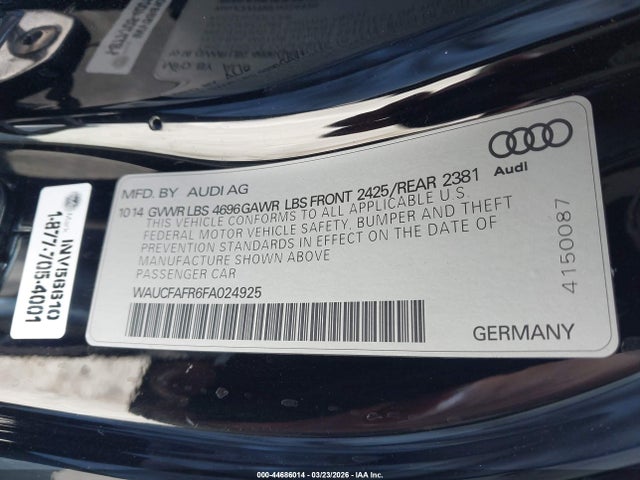 Audi
MFD. BY AUDI AG
10 14 GVWR LBS 4696 GAWR LBS FRONT 2425/REAR 2381
THIS VEHICLE CONFORMS TO ALL APPLICABLE U.S.
FEDERAL MOTOR VEHICLE SAFETY, BUMPER AND THEFT
PREVENTION STANDARDS IN EFFECT ON THE DATE OF
MANUFACTURE SHOWN ABOVE
PASSENGER CAR
WAUCFAFR6FA024925
GERMANY
4150087
1-877-705-4001
000-44686014 - 03/23/2026 - IAA Inc.